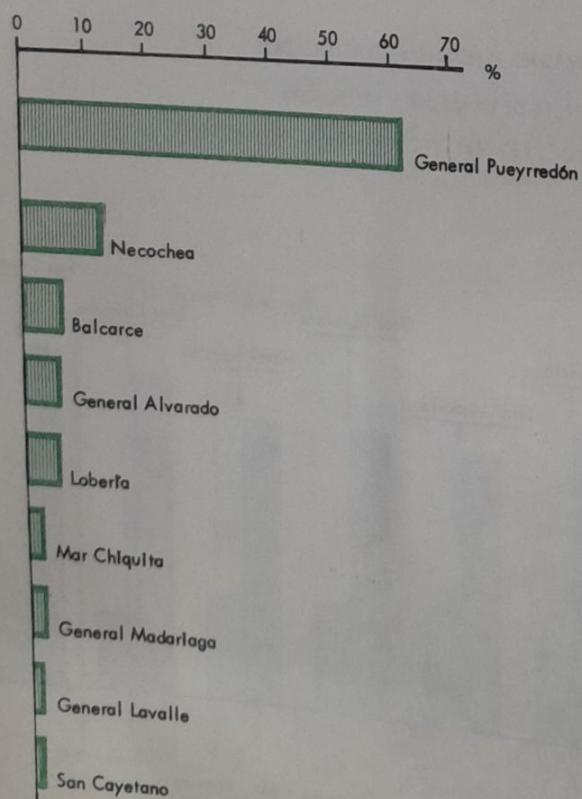 0 10 20 30 40 50 60 70
%
General Pueyrredón
Necochea
Balcarce
General Alvarado
Lobería
Mar Chiquita
General Madariaga
General Lavalle
San Cayetano